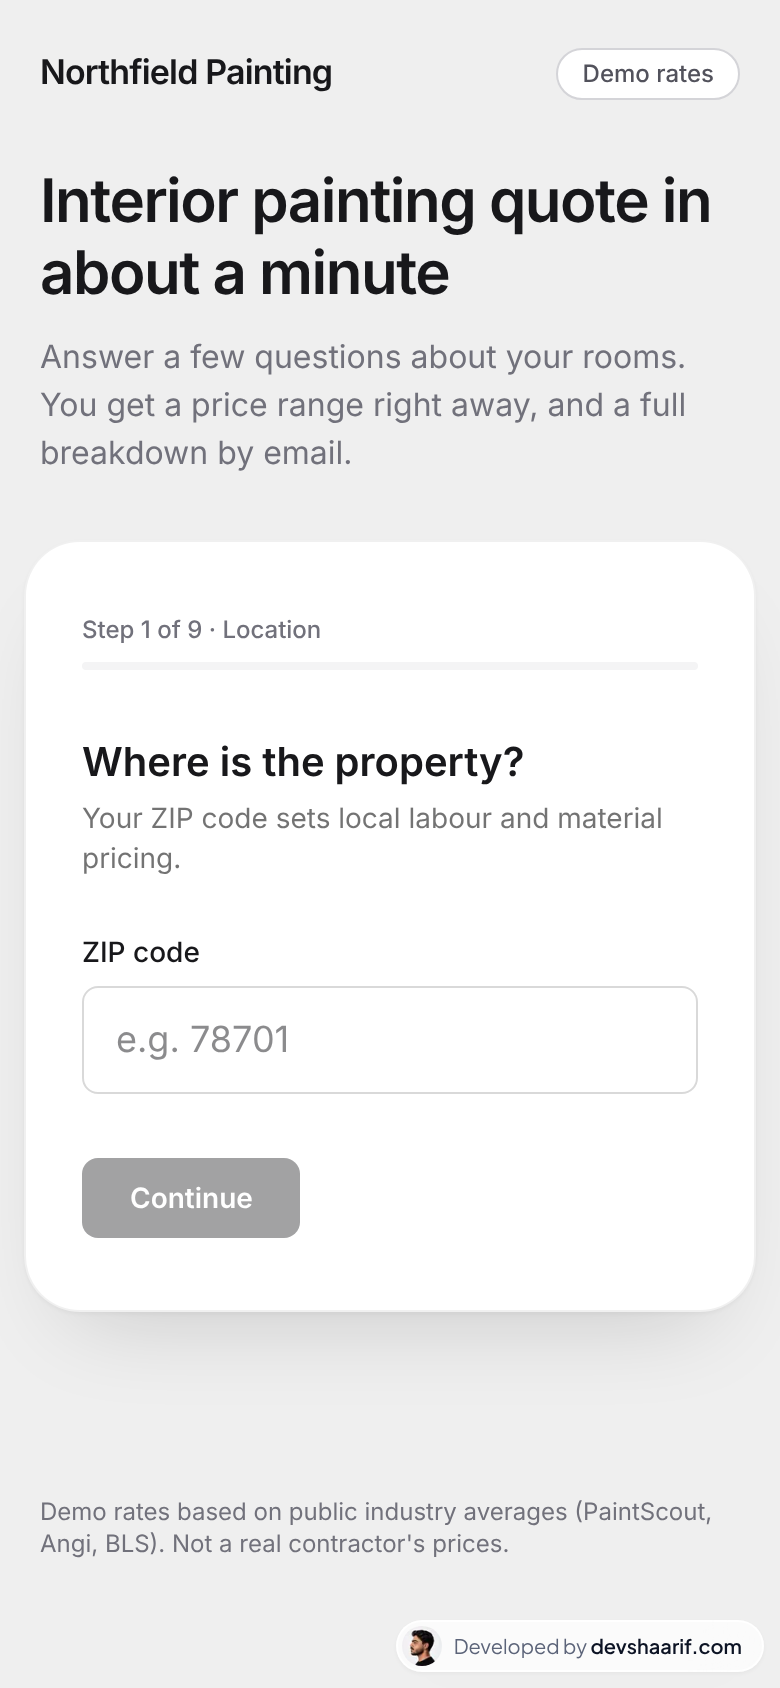 Northfield Painting
Demo rates
Interior painting quote in
about a minute
Answer a few questions about your rooms.
You get a price range right away, and a full
breakdown by email.
Step 1 of 9 · Location
Where is the property?
Your ZIP code sets local labour and material
pricing.
ZIP code
e.g. 78701
Continue
Demo rates based on public industry averages (PaintScout,
Angi, BLS). Not a real contractor's prices.
Developed by devshaarif.com